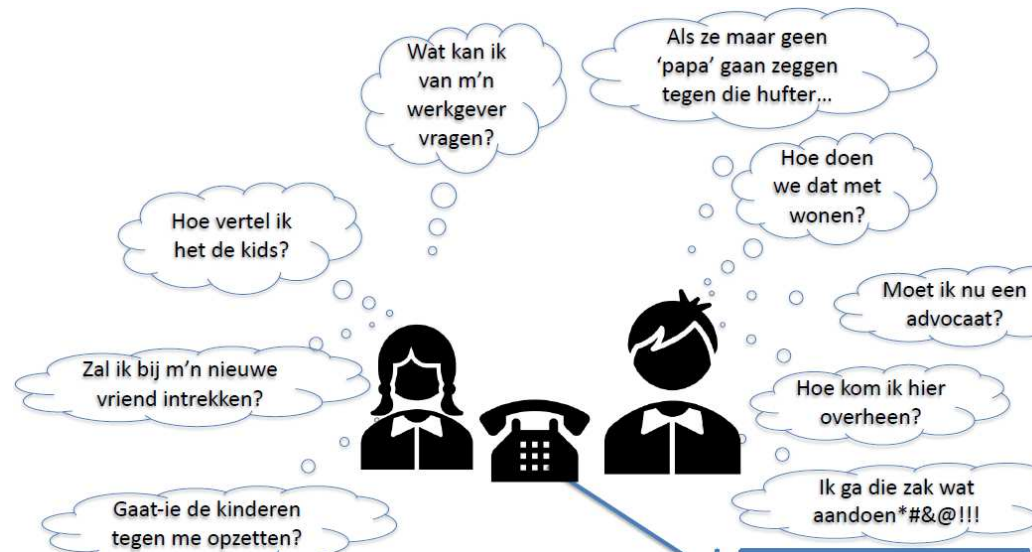 Wat kan ik
van m'n
werkgever
vragen?
Als ze maar geen
'papa' gaan zeggen
tegen die hufter...
Hoe doen
we dat met
wonen?
Hoe vertel ik
het de kids?
Moet ik nu een
advocaat?
Zal ik bij m'n nieuwe
vriend intrekken?
Hoe kom ik hier
overheen?
Gaat-ie de kinderen
tegen me opzetten?
Ik ga die zak wat
aandoen*#&@!!!